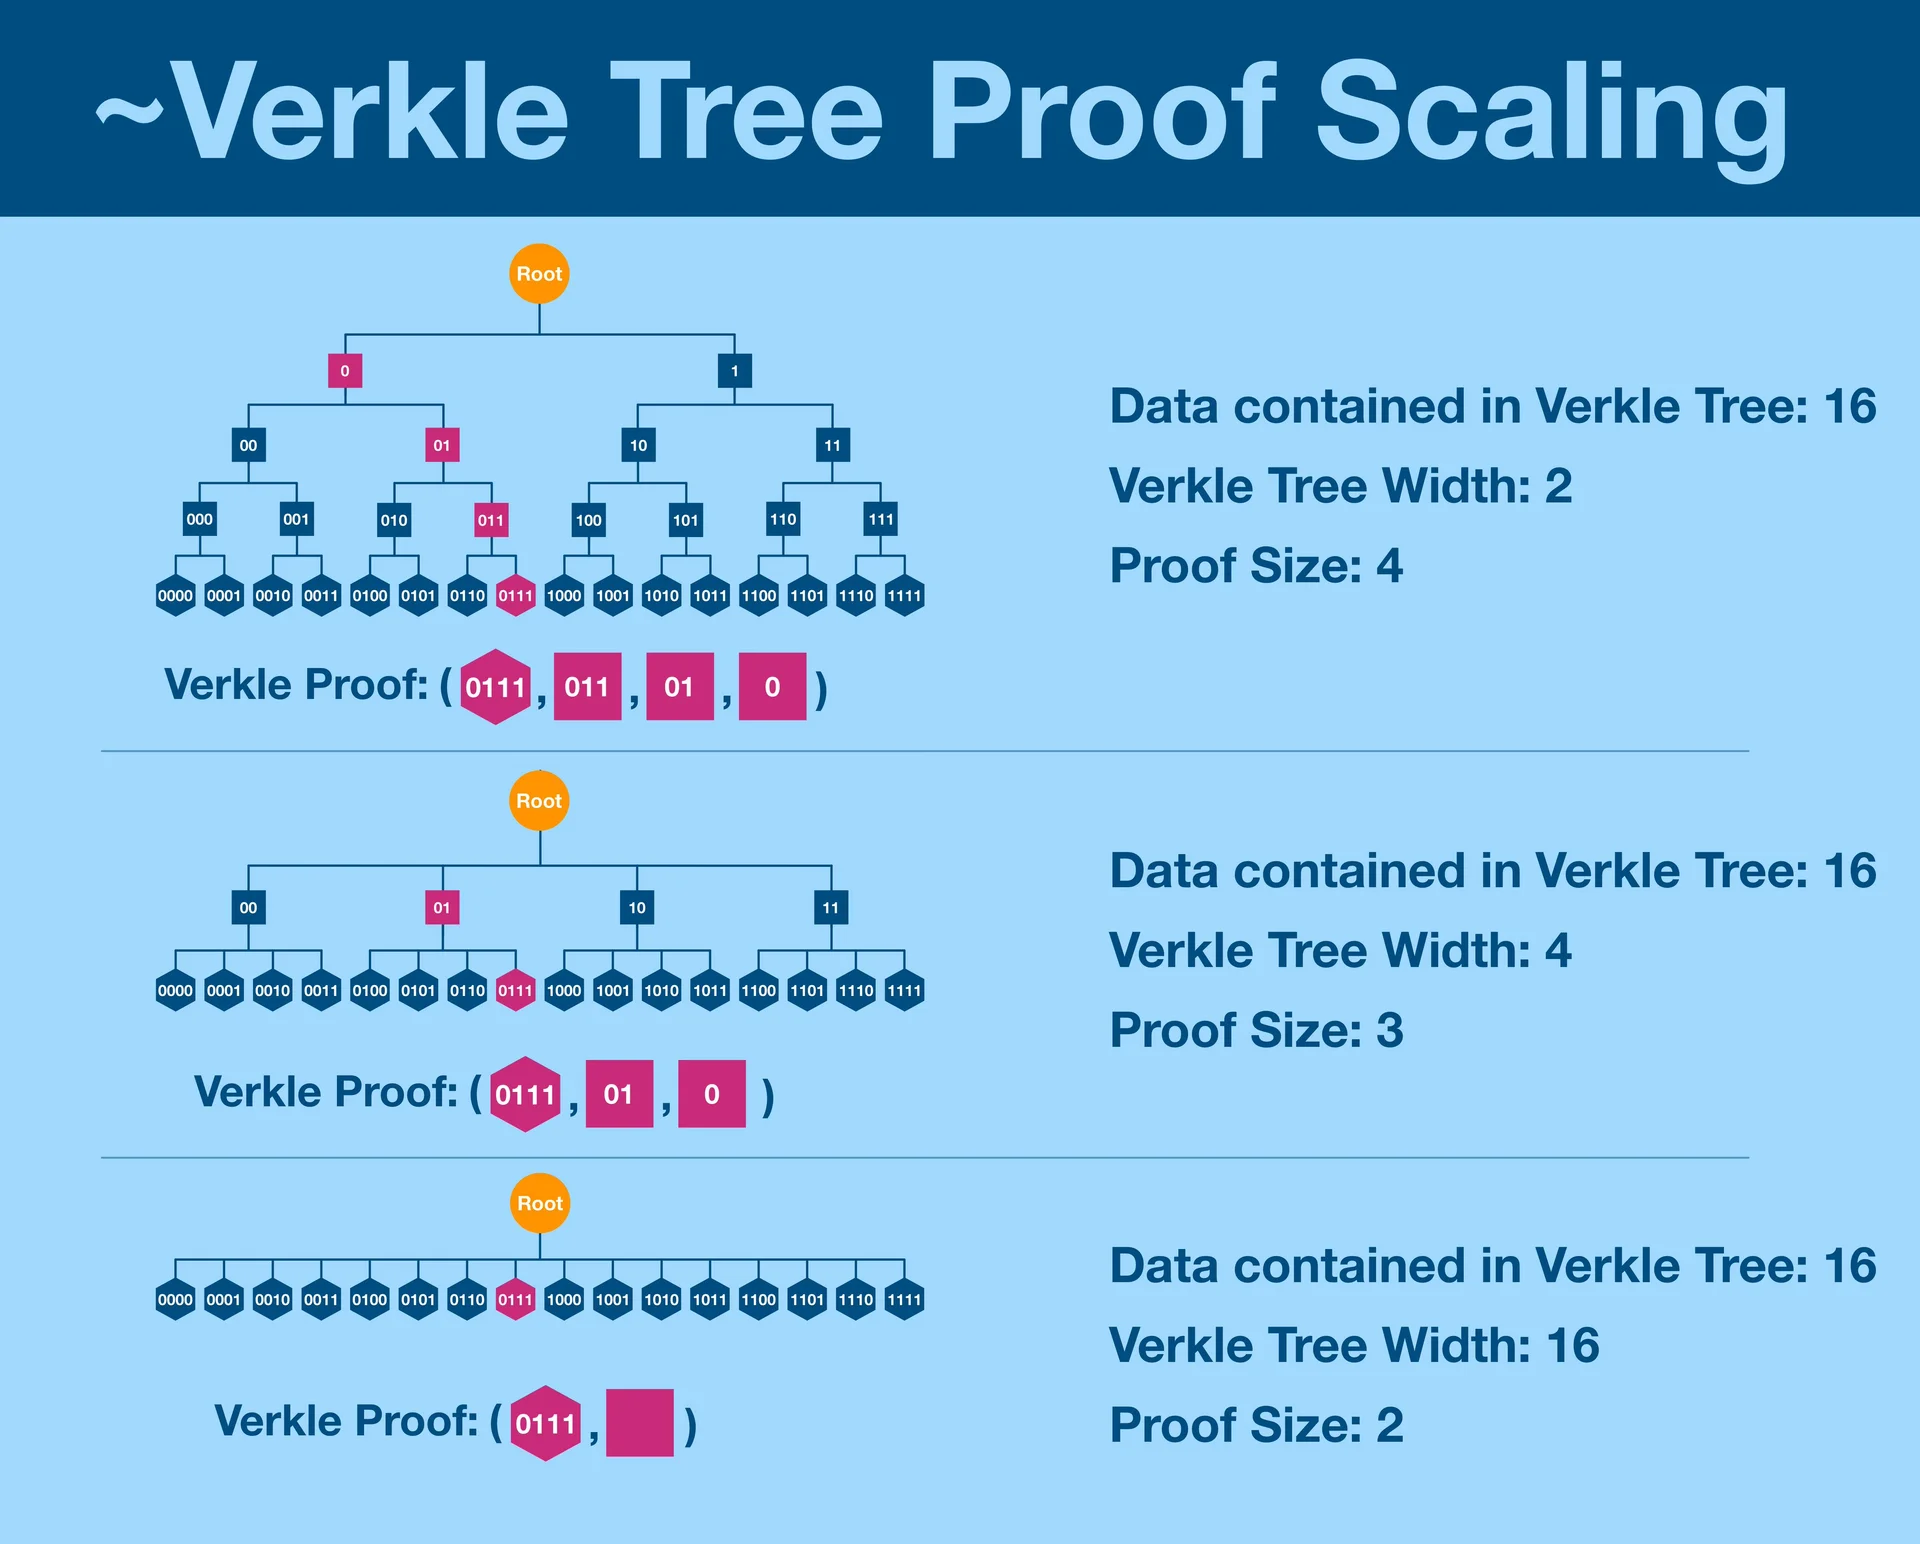 ~Verkle Tree Proof Scaling
Root
0 1
00 01 10 11
000 001 010 011 100 101 110 111
0000 0001 0010 0011 0100 0101 0110 0111 1000 1001 1010 1011 1100 1101 1110 1111
Verkle Proof: ( 0111 , 011 , 01 , 0 )
Data contained in Verkle Tree: 16
Verkle Tree Width: 2
Proof Size: 4
Root
00 01 10 11
0000 0001 0010 0011 0100 0101 0110 0111 1000 1001 1010 1011 1100 1101 1110 1111
Verkle Proof: ( 0111 , 01 , 0 )
Data contained in Verkle Tree: 16
Verkle Tree Width: 4
Proof Size: 3
Root
0000 0001 0010 0011 0100 0101 0110 0111 1000 1001 1010 1011 1100 1101 1110 1111
Verkle Proof: ( 0111 , )
Data contained in Verkle Tree: 16
Verkle Tree Width: 16
Proof Size: 2